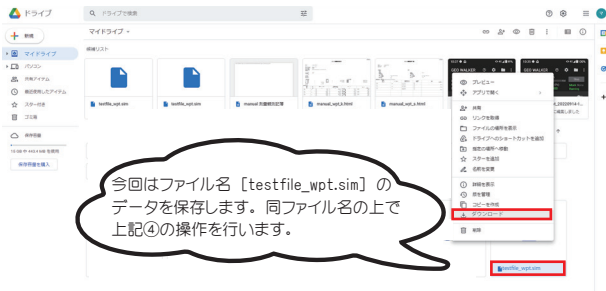 ドライブ
ドライブで検索
新規
マイドライブ
マイドライブ
パソコン
共有アイテム
最近使用したアイテム
スター付き
ゴミ箱
保存容量
保存容量を購入
候補リスト
testfile_wpt.sim
testfile_wpt.sim
manual_wpt_b.html
manual_wpt_s.html
GEO WALKER
GEO WALKER
プレビュー
アプリで開く
共有
リンクを取得
ファイルの場所を表示
ドライブへのショートカットを追加
指定の場所へ移動
スターを追加
名前を変更
詳細を表示
版を管理
コピーを作成
ダウンロード
削除
今回はファイル名［testfile_wpt.sim］の
データを保存します。同ファイル名の上で
上記④の操作を行います。
testfile_wpt.sim